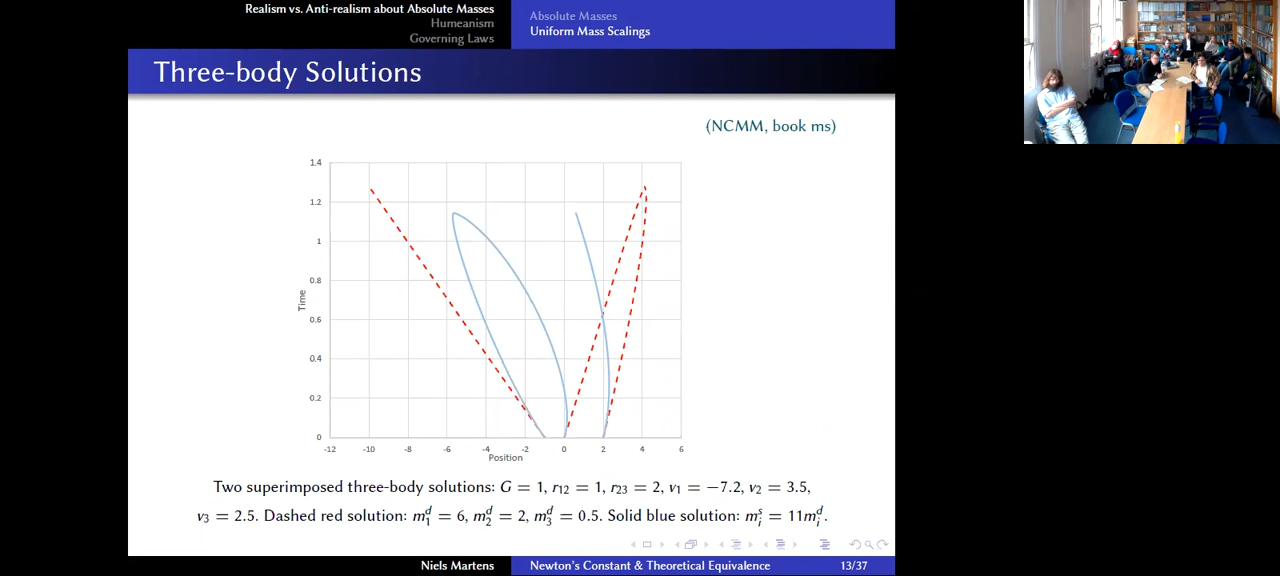 Realism vs. Anti-realism about Absolute Masses
Humeanism
Governing Laws
Absolute Masses
Uniform Mass Scalings
Three-body Solutions
(NCMM, book ms)
1.4
1.2
1
0.8
0.6
0.4
0.2
0
Time
-12 -10 -8 -6 -4 -2 0 2 4 6
Position
Two superimposed three-body solutions: G = 1, r₁₂ = 1, r₂₃ = 2, v₁ = −7.2, v₂ = 3.5,
v₃ = 2.5. Dashed red solution: m₁ᵈ = 6, m₂ᵈ = 2, m₃ᵈ = 0.5. Solid blue solution: mᵢˢ = 11mᵢᵈ.
Niels Martens
Newton's Constant & Theoretical Equivalence
13/37